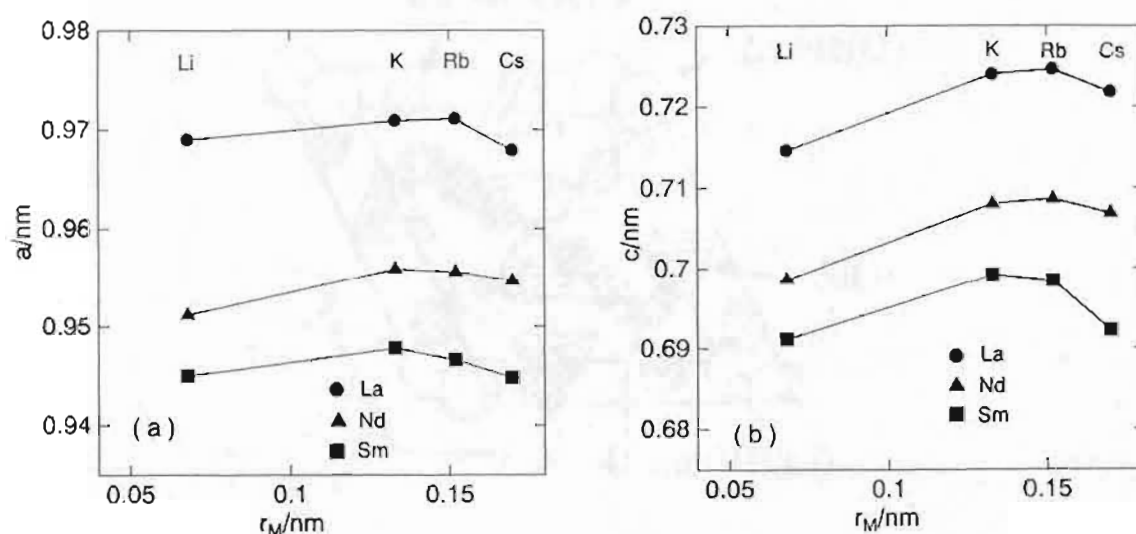 0.98
Li K Rb Cs
0.97
0.96
a/nm
0.95
0.94
La
Nd
Sm
(a)
0.05 0.1 0.15
r_M/nm
0.73
Li K Rb Cs
0.72
0.71
c/nm
0.7
0.69
0.68
La
Nd
Sm
(b)
0.05 0.1 0.15
r_M/nm